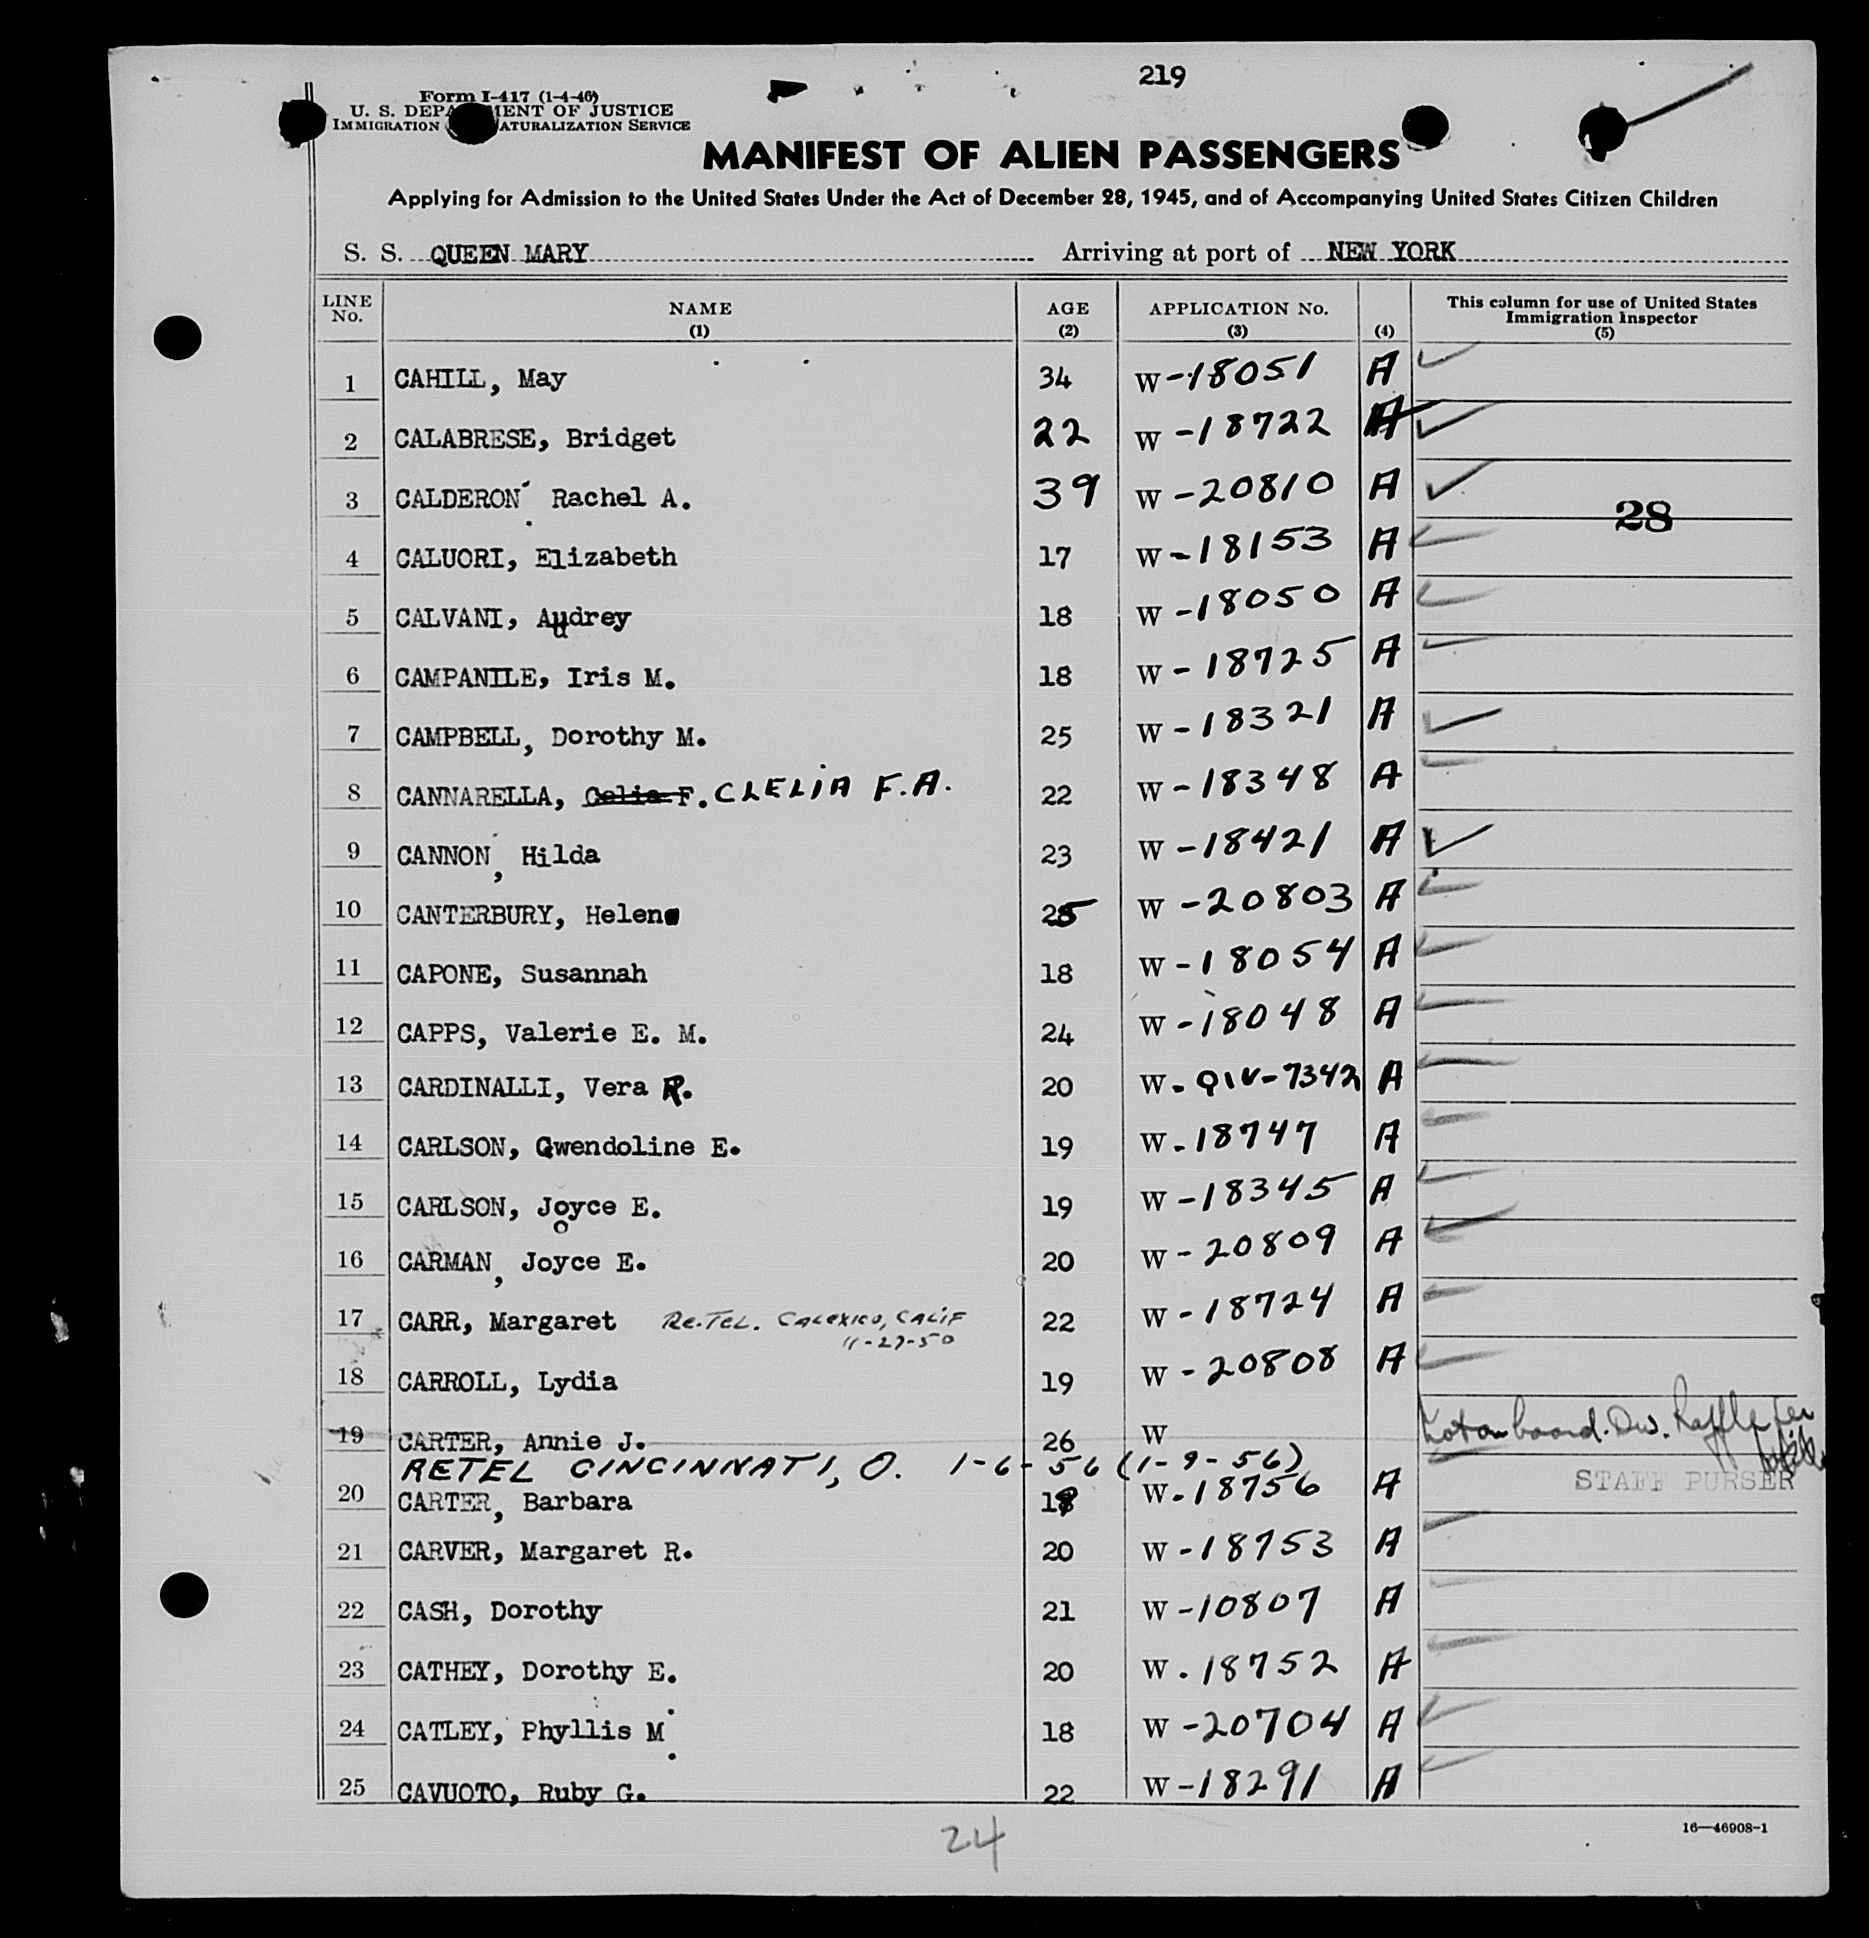 219
Form I-417 (1-4-46)
U. S. DEPA MENT OF JUSTICE
IMMIGRATION ATURALIZATION SERVICE
MANIFEST OF ALIEN PASSENGERS
Applying for Admission to the United States Under the Act of December 28, 1945, and of Accompanying United States Citizen Children
S. S. QUEEN MARY Arriving at port of NEW YORK
LINE No. NAME (1) AGE (2) APPLICATION No. (3) (4) This column for use of United States Immigration Inspector (5)
1 CAHILL, May 34 W-18051 A
2 CALABRESE, Bridget 22 W-18722 A
3 CALDERON Rachel A. 39 W-20810 A
28
4 CALUORI, Elizabeth 17 W-18153 A
5 CALVANI, Audrey 18 W-18050 A
6 CAMPANILE, Iris M. 18 W-18725 A
7 CAMPBELL, Dorothy M. 25 W-18321 A
8 CANNARELLA, Celia F. CLELIA F.A. 22 W-18348 A
9 CANNON, Hilda 23 W-18421 A
10 CANTERBURY, Helen 25 W-20803 A
11 CAPONE, Susannah 18 W-18054 A
12 CAPPS, Valerie E. M. 24 W-18048 A
13 CARDINALLI, Vera R. 20 W-QIV-7342 A
14 CARLSON, Gwendoline E. 19 W-18747 A
15 CARLSON, Joyce E. 19 W-18345 A
16 CARMAN, Joyce E. 20 W-20809 A
17 CARR, Margaret Re.Tel. CALEXICO, CALIF 22 W-18724 A
11-27-50
18 CARROLL, Lydia 19 W-20808 A
19 CARTER, Annie J. 26 W Not on board.
RETEL CINCINNATI, O. 1-6-56 (1-9-56)
STAFF PURSER
20 CARTER, Barbara 19 W-18756 A
21 CARVER, Margaret R. 20 W-18753 A
22 CASH, Dorothy 21 W-10807 A
23 CATHEY, Dorothy E. 20 W-18752 A
24 CATLEY, Phyllis M. 18 W-20704 A
25 CAVUOTO, Ruby G. 22 W-18291 A
24
16—46908-1